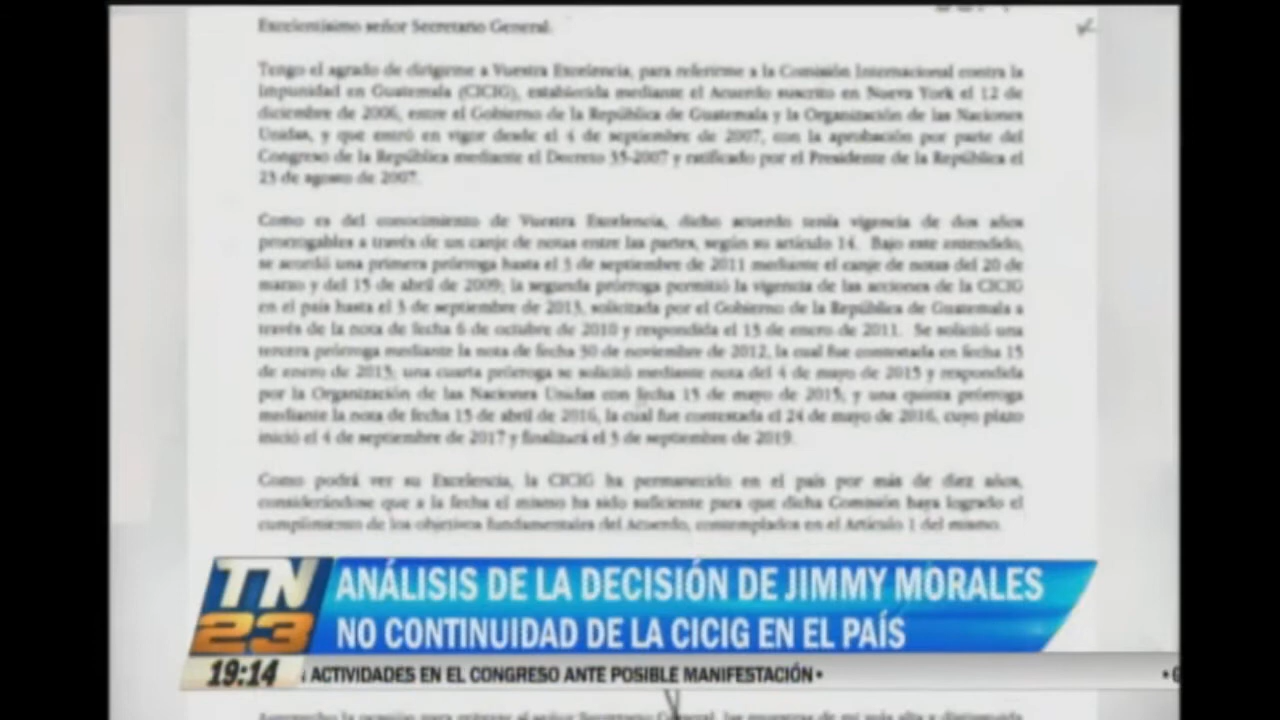 Excelentísimo señor Secretario General.
Tengo el agrado de dirigirme a Vuestra Excelencia, para referirme a la Comisión Internacional contra la
Impunidad en Guatemala (CICIG), establecida mediante el Acuerdo suscrito en Nueva York el 12 de
diciembre de 2006, entre el Gobierno de la República de Guatemala y la Organización de las Naciones
Unidas, y que entró en vigor desde el 4 de septiembre de 2007, con la aprobación por parte del
Congreso de la República mediante el Decreto 35-2007 y ratificado por el Presidente de la República el
23 de agosto de 2007.
Como es del conocimiento de Vuestra Excelencia, dicho acuerdo tenía vigencia de dos años
prorrogables a través de un canje de notas entre las partes, según su artículo 14. Bajo este entendido,
se acordó una primera prórroga hasta el 3 de septiembre de 2011 mediante el canje de notas del 20 de
marzo y del 15 de abril de 2009; la segunda prórroga permitió la vigencia de las acciones de la CICIG
en el país hasta el 3 de septiembre de 2013, solicitada por el Gobierno de la República de Guatemala a
través de la nota de fecha 6 de octubre de 2010 y respondida el 13 de enero de 2011. Se solicitó una
tercera prórroga mediante la nota de fecha 30 de noviembre de 2012, la cual fue contestada en fecha 15
de enero de 2013; una cuarta prórroga se solicitó mediante nota del 4 de mayo de 2015 y respondida
por la Organización de las Naciones Unidas con fecha 15 de mayo de 2015; y una quinta prórroga
mediante la nota de fecha 15 de abril de 2016, la cual fue contestada el 24 de mayo de 2016, cuyo plazo
inició el 4 de septiembre de 2017 y finalizará el 3 de septiembre de 2019.
Como podrá ver su Excelencia, la CICIG ha permanecido en el país por más de diez años,
considerándose que a la fecha el mismo ha sido suficiente para que dicha Comisión haya logrado el
cumplimiento de los objetivos fundamentales del Acuerdo, contemplados en el Artículo 1 del mismo.
TN
23
ANÁLISIS DE LA DECISIÓN DE JIMMY MORALES
NO CONTINUIDAD DE LA CICIG EN EL PAÍS
19:14
ACTIVIDADES EN EL CONGRESO ANTE POSIBLE MANIFESTACIÓN•